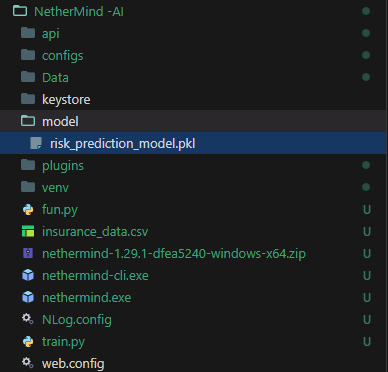 NetherMind -AI
api
configs
Data
keystore
model
risk_prediction_model.pkl
plugins
venv
fun.py U
insurance_data.csv U
nethermind-1.29.1-dfea5240-windows-x64.zip U
nethermind-cli.exe U
nethermind.exe U
NLog.config U
train.py U
web.config